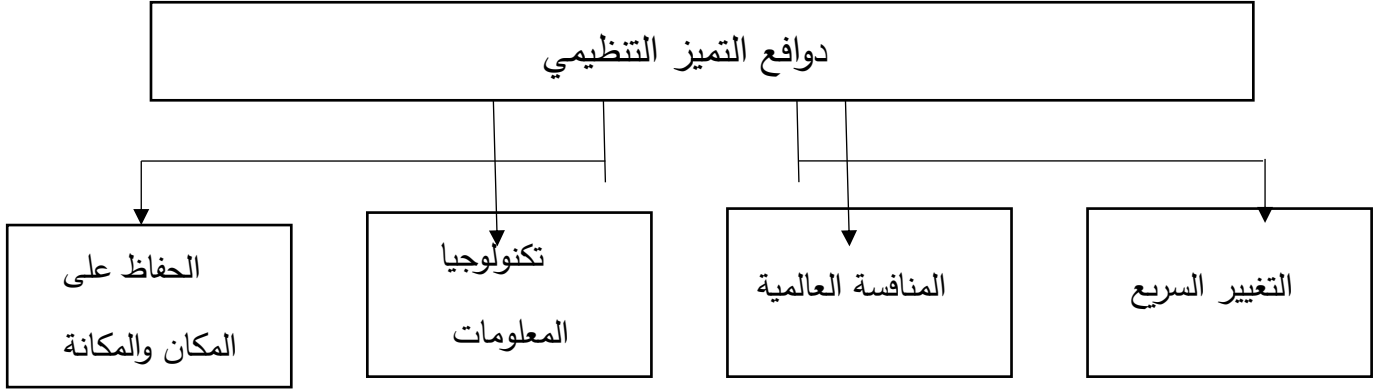 دوافع التميز التنظيمي
التغيير السريع
المنافسة العالمية
تكنولوجيا
المعلومات
الحفاظ على
المكان والمكانة